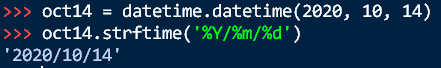 >>> oct14 = datetime.datetime(2020, 10, 14)
>>> oct14.strftime('%Y/%m/%d')
'2020/10/14'